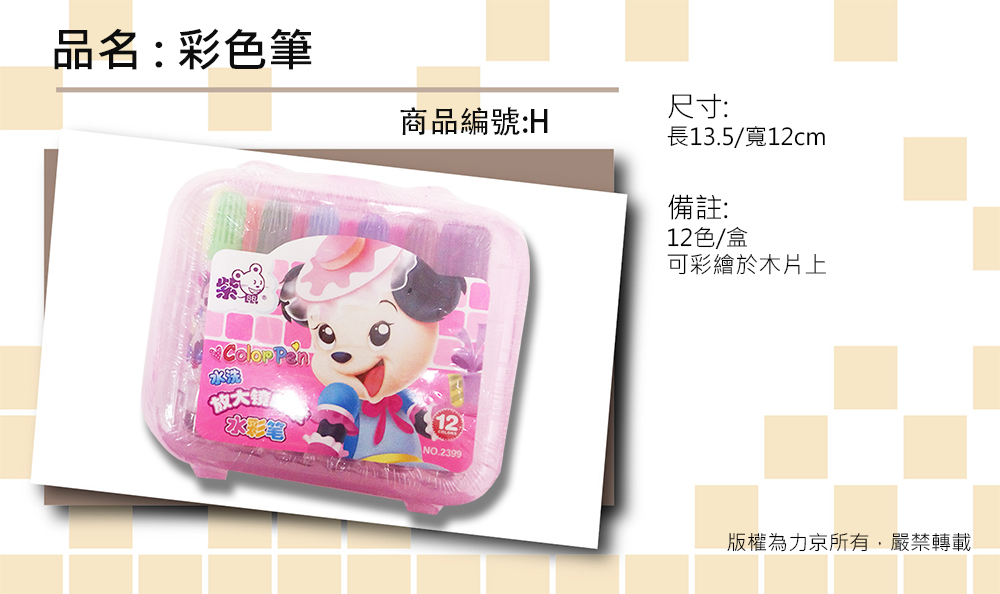 品名 : 彩色筆
商品編號:H
尺寸:
長13.5/寬12cm
備註:
12色/盒
可彩繪於木片上
紫
Color Pen
水洗
放大镜
水彩笔
12
COLORS
NO.2399
版權為力京所有，嚴禁轉載